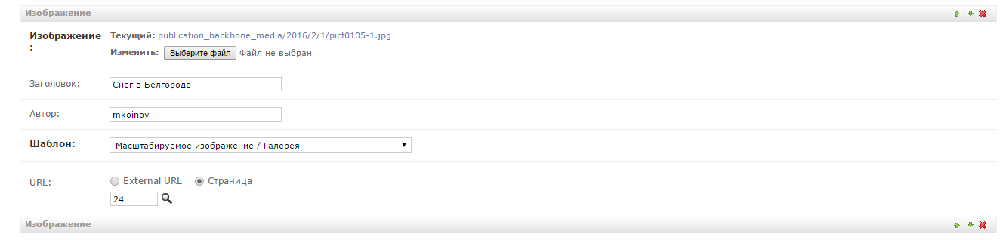 Изображение
Изображение
:
Текущий: publication_backbone_media/2016/2/1/pict0105-1.jpg
Изменить: Выберите файл Файл не выбран
Заголовок: Снег в Белгороде
Автор: mkoinov
Шаблон: Масштабируемое изображение / Галерея
URL: External URL Страница
24
Изображение